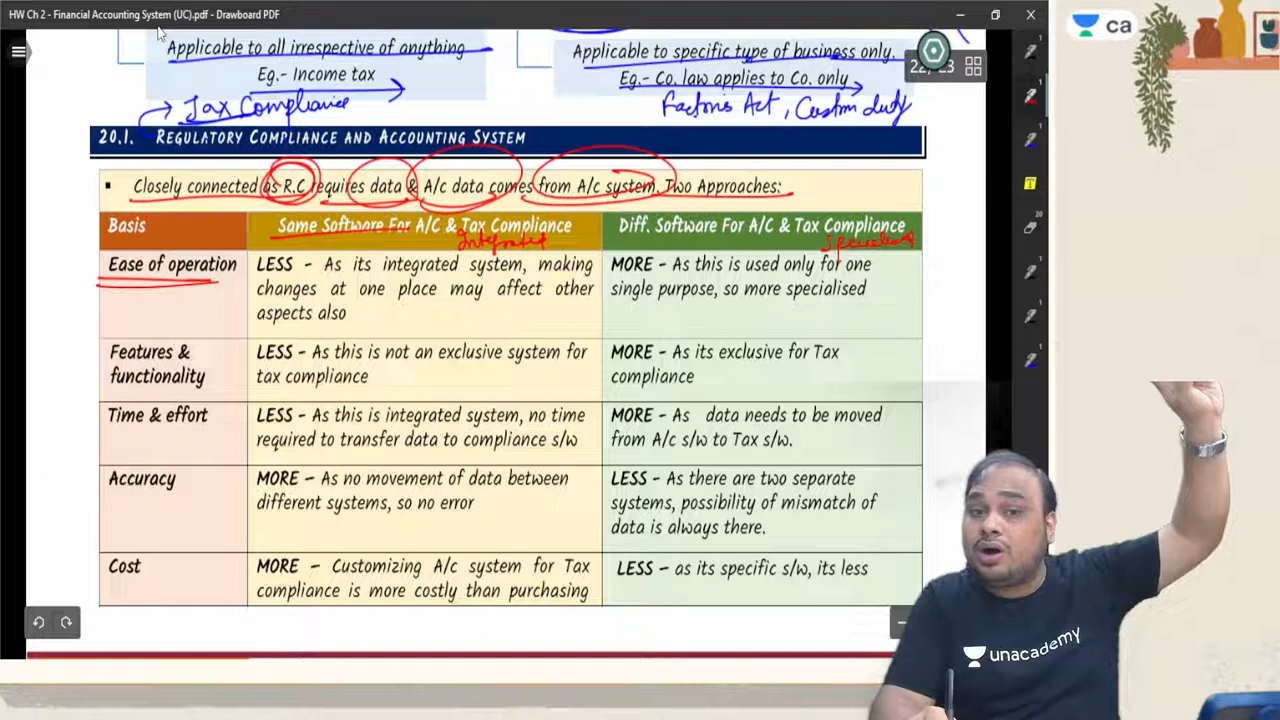 HW Ch 2 - Financial Accounting System (UC).pdf - Drawboard PDF
ca
Applicable to all irrespective of anything
Eg.- Income tax
Tax Compliance
Applicable to specific type of business only.
Eg.- Co. law applies to Co. only
Factories Act, Custom duty
20.1. REGULATORY COMPLIANCE AND ACCOUNTING SYSTEM
▪ Closely connected as R.C requires data & A/c data comes from A/c system. Two Approaches:
Basis
Same Software For A/C & Tax Compliance
Integrated
Diff. Software For A/C & Tax Compliance
Specialised
Ease of operation
LESS - As its integrated system, making
changes at one place may affect other
aspects also
MORE - As this is used only for one
single purpose, so more specialised
Features &
functionality
LESS - As this is not an exclusive system for
tax compliance
MORE - As its exclusive for Tax
compliance
Time & effort
LESS - As this is integrated system, no time
required to transfer data to compliance s/w
MORE - As data needs to be moved
from A/c s/w to Tax s/w.
Accuracy
MORE - As no movement of data between
different systems, so no error
LESS - As there are two separate
systems, possibility of mismatch of
data is always there.
Cost
MORE - Customizing A/c system for Tax
compliance is more costly than purchasing
LESS - as its specific s/w, its less
unacademy